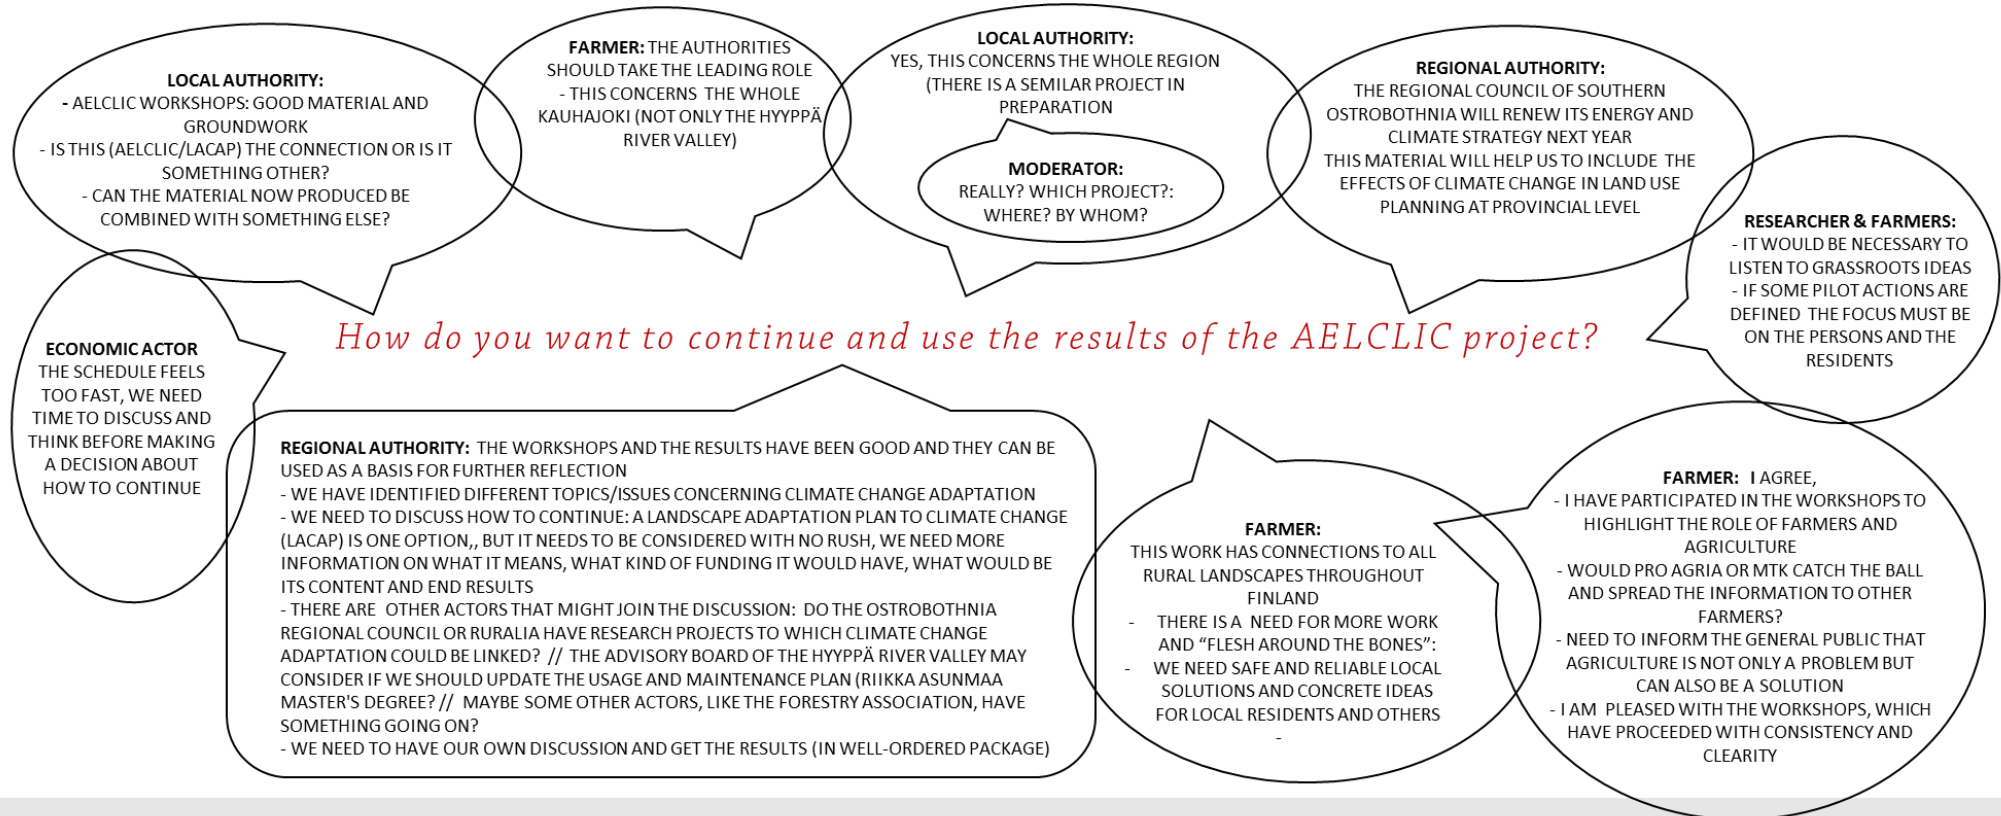 LOCAL AUTHORITY:
- AELCLIC WORKSHOPS: GOOD MATERIAL AND
GROUNDWORK
- IS THIS (AELCLIC/LACAP) THE CONNECTION OR IS IT
SOMETHING OTHER?
- CAN THE MATERIAL NOW PRODUCED BE
COMBINED WITH SOMETHING ELSE?
FARMER: THE AUTHORITIES
SHOULD TAKE THE LEADING ROLE
- THIS CONCERNS THE WHOLE
KAUHAJOKI (NOT ONLY THE HYYPPÄ
RIVER VALLEY)
LOCAL AUTHORITY:
YES, THIS CONCERNS THE WHOLE REGION
(THERE IS A SEMILAR PROJECT IN
PREPARATION
MODERATOR:
REALLY? WHICH PROJECT?:
WHERE? BY WHOM?
REGIONAL AUTHORITY:
THE REGIONAL COUNCIL OF SOUTHERN
OSTROBOTHNIA WILL RENEW ITS ENERGY AND
CLIMATE STRATEGY NEXT YEAR
THIS MATERIAL WILL HELP US TO INCLUDE THE
EFFECTS OF CLIMATE CHANGE IN LAND USE
PLANNING AT PROVINCIAL LEVEL
RESEARCHER & FARMERS:
- IT WOULD BE NECESSARY TO
LISTEN TO GRASSROOTS IDEAS
- IF SOME PILOT ACTIONS ARE
DEFINED THE FOCUS MUST BE
ON THE PERSONS AND THE
RESIDENTS
How do you want to continue and use the results of the AELCLIC project?
ECONOMIC ACTOR
THE SCHEDULE FEELS
TOO FAST, WE NEED
TIME TO DISCUSS AND
THINK BEFORE MAKING
A DECISION ABOUT
HOW TO CONTINUE
REGIONAL AUTHORITY: THE WORKSHOPS AND THE RESULTS HAVE BEEN GOOD AND THEY CAN BE
USED AS A BASIS FOR FURTHER REFLECTION
- WE HAVE IDENTIFIED DIFFERENT TOPICS/ISSUES CONCERNING CLIMATE CHANGE ADAPTATION
- WE NEED TO DISCUSS HOW TO CONTINUE: A LANDSCAPE ADAPTATION PLAN TO CLIMATE CHANGE
(LACAP) IS ONE OPTION,, BUT IT NEEDS TO BE CONSIDERED WITH NO RUSH, WE NEED MORE
INFORMATION ON WHAT IT MEANS, WHAT KIND OF FUNDING IT WOULD HAVE, WHAT WOULD BE
ITS CONTENT AND END RESULTS
- THERE ARE OTHER ACTORS THAT MIGHT JOIN THE DISCUSSION: DO THE OSTROBOTHNIA
REGIONAL COUNCIL OR RURALIA HAVE RESEARCH PROJECTS TO WHICH CLIMATE CHANGE
ADAPTATION COULD BE LINKED? // THE ADVISORY BOARD OF THE HYYPPÄ RIVER VALLEY MAY
CONSIDER IF WE SHOULD UPDATE THE USAGE AND MAINTENANCE PLAN (RIIKKA ASUNMAA
MASTER'S DEGREE? // MAYBE SOME OTHER ACTORS, LIKE THE FORESTRY ASSOCIATION, HAVE
SOMETHING GOING ON?
- WE NEED TO HAVE OUR OWN DISCUSSION AND GET THE RESULTS (IN WELL-ORDERED PACKAGE)
FARMER:
THIS WORK HAS CONNECTIONS TO ALL
RURAL LANDSCAPES THROUGHOUT
FINLAND
- THERE IS A NEED FOR MORE WORK
AND “FLESH AROUND THE BONES”:
- WE NEED SAFE AND RELIABLE LOCAL
SOLUTIONS AND CONCRETE IDEAS
FOR LOCAL RESIDENTS AND OTHERS
-
FARMER: I AGREE,
- I HAVE PARTICIPATED IN THE WORKSHOPS TO
HIGHLIGHT THE ROLE OF FARMERS AND
AGRICULTURE
- WOULD PRO AGRIA OR MTK CATCH THE BALL
AND SPREAD THE INFORMATION TO OTHER
FARMERS?
- NEED TO INFORM THE GENERAL PUBLIC THAT
AGRICULTURE IS NOT ONLY A PROBLEM BUT
CAN ALSO BE A SOLUTION
- I AM PLEASED WITH THE WORKSHOPS, WHICH
HAVE PROCEEDED WITH CONSISTENCY AND
CLEARITY